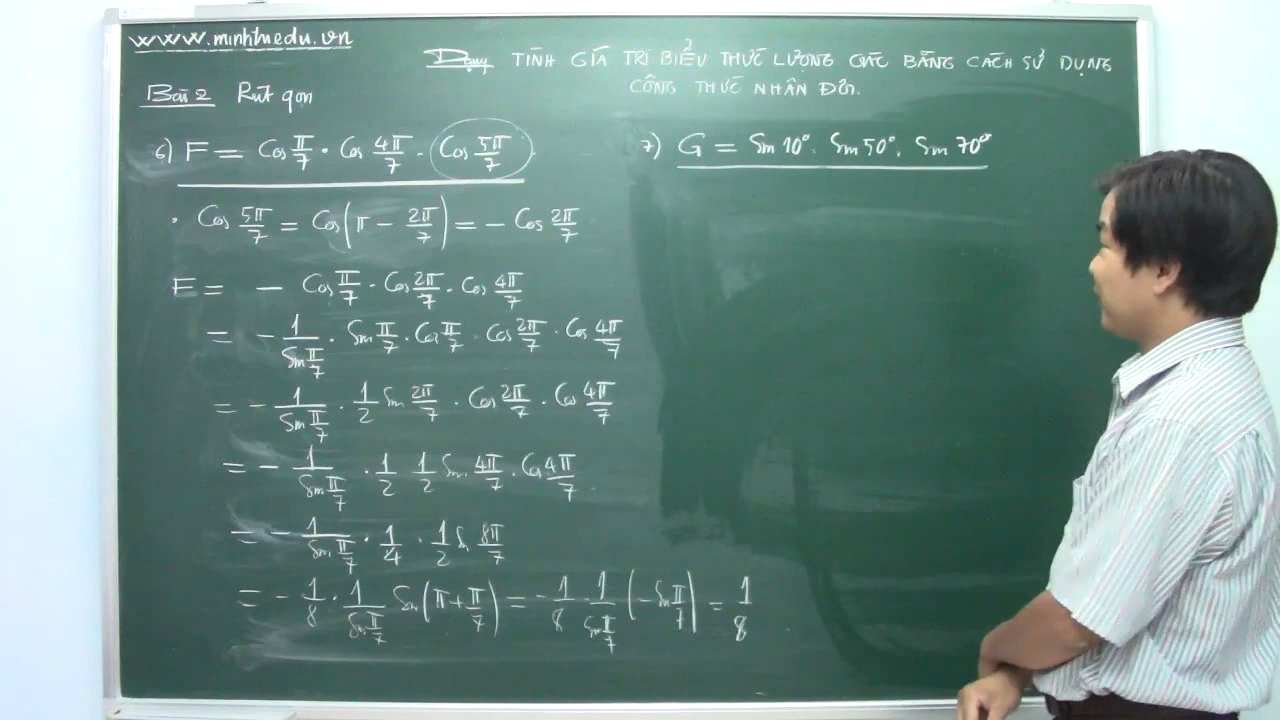 www.minhtuedu.vn
Dạng TÍNH GIÁ TRỊ BIỂU THỨC LƯỢNG GIÁC BẰNG CÁCH SỬ DỤNG
CÔNG THỨC NHÂN ĐÔI.
Bài 2 Rút gọn
6) F = Cos π/7 . Cos 4π/7 . Cos 5π/7
7) G = Sin 10° . Sin 50° . Sin 70°
. Cos 5π/7 = Cos(π − 2π/7) = − Cos 2π/7
F = − Cos π/7 . Cos 2π/7 . Cos 4π/7
= − 1/Sin π/7 . Sin π/7 . Cos π/7 . Cos 2π/7 . Cos 4π/7
= − 1/Sin π/7 . 1/2 Sin 2π/7 . Cos 2π/7 . Cos 4π/7
= − 1/Sin π/7 . 1/2 1/2 Sin 4π/7 . Cos 4π/7
= − 1/Sin π/7 . 1/4 . 1/2 Sin 8π/7
= − 1/8 . 1/Sin π/7 Sin(π + π/7) = − 1/8 . 1/Sin π/7 (− Sin π/7) = 1/8